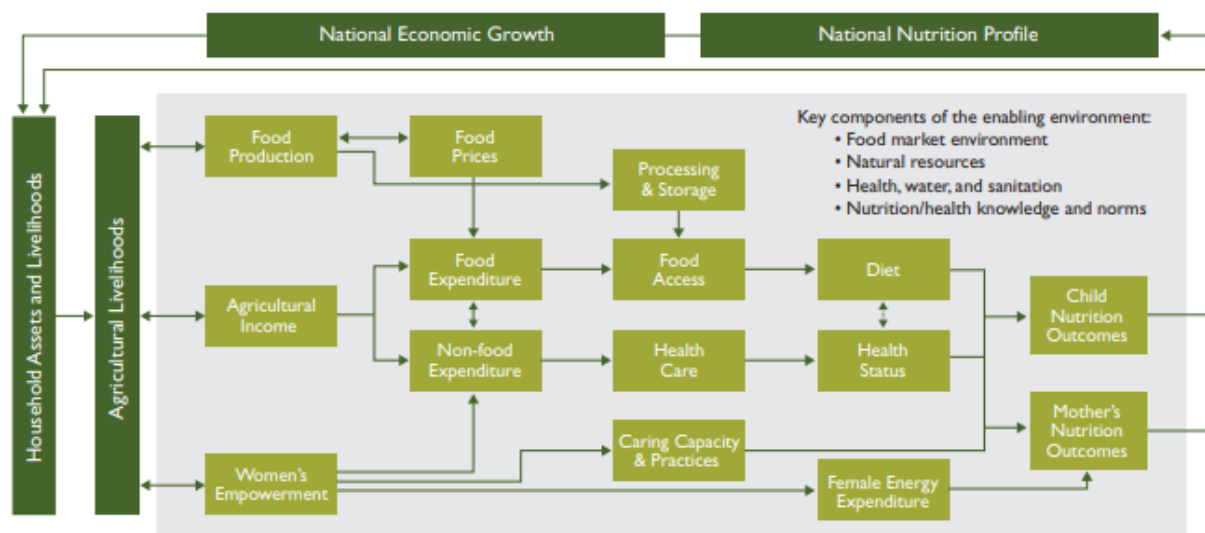 National Economic Growth
National Nutrition Profile
Household Assets and Livelihoods
Agricultural Livelihoods
Food
Production
Food
Prices
Processing
& Storage
Key components of the enabling environment:
• Food market environment
• Natural resources
• Health, water, and sanitation
• Nutrition/health knowledge and norms
Agricultural
Income
Food
Expenditure
Food
Access
Diet
Non-food
Expenditure
Health
Care
Health
Status
Child
Nutrition
Outcomes
Women's
Empowerment
Caring Capacity
& Practices
Female Energy
Expenditure
Mother's
Nutrition
Outcomes